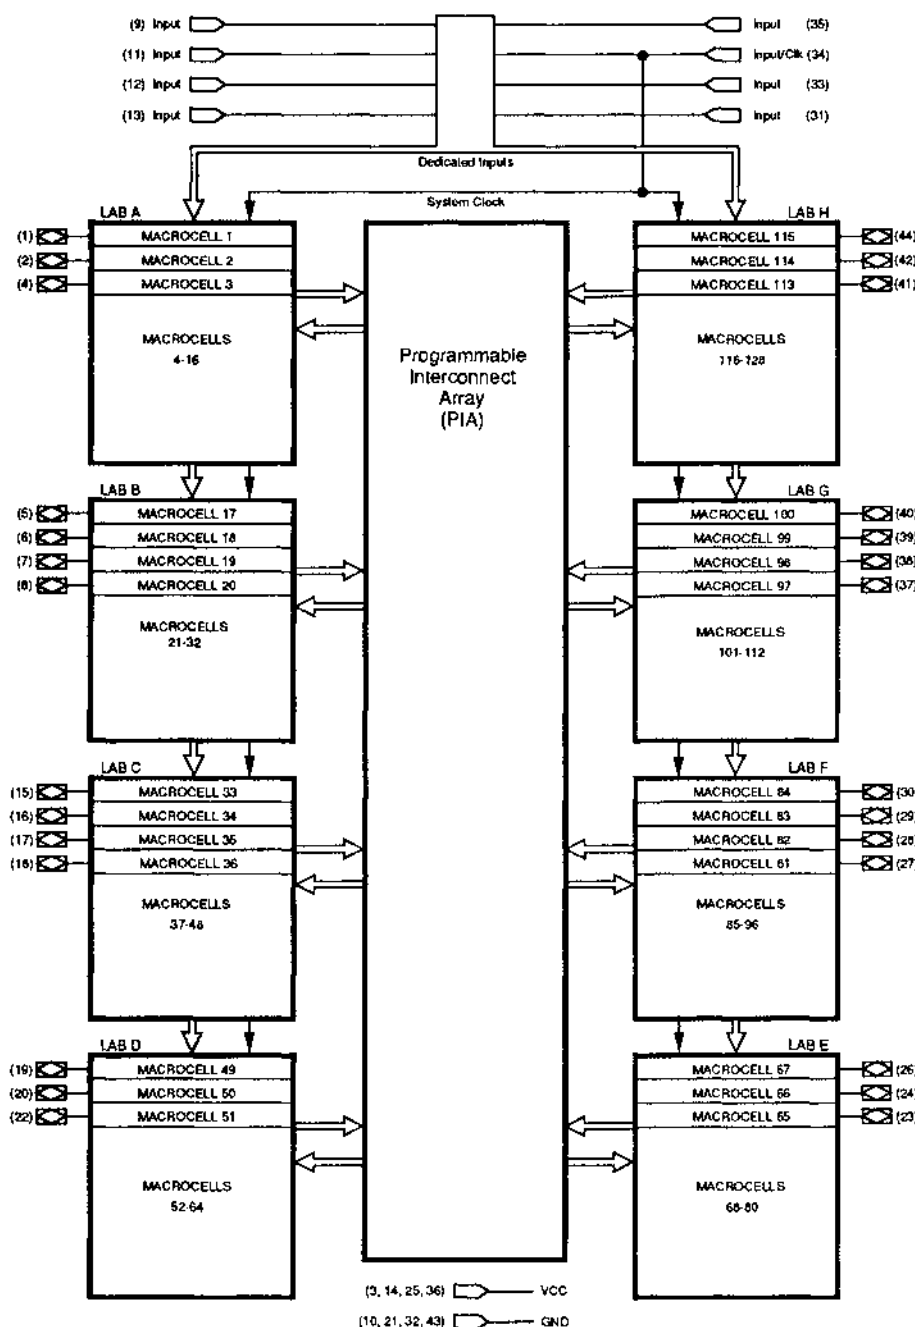 (9) Input Input (35)
(11) Input Input/Clk (34)
(12) Input Input (33)
(13) Input Input (31)
Dedicated Inputs
System Clock
LAB A LAB H
(1) MACROCELL 1 MACROCELL 115 (44)
(2) MACROCELL 2 MACROCELL 114 (42)
(4) MACROCELL 3 MACROCELL 113 (41)
MACROCELLS
4-16
MACROCELLS
116-128
Programmable
Interconnect
Array
(PIA)
LAB B LAB G
(5) MACROCELL 17 MACROCELL 100 (40)
(6) MACROCELL 18 MACROCELL 99 (39)
(7) MACROCELL 19 MACROCELL 98 (38)
(8) MACROCELL 20 MACROCELL 97 (37)
MACROCELLS
21-32
MACROCELLS
101-112
LAB C LAB F
(15) MACROCELL 33 MACROCELL 84 (30)
(16) MACROCELL 34 MACROCELL 83 (29)
(17) MACROCELL 35 MACROCELL 82 (28)
(18) MACROCELL 36 MACROCELL 81 (27)
MACROCELLS
37-48
MACROCELLS
85-96
LAB D LAB E
(19) MACROCELL 49 MACROCELL 67 (26)
(20) MACROCELL 50 MACROCELL 66 (24)
(22) MACROCELL 51 MACROCELL 65 (23)
MACROCELLS
52-64
MACROCELLS
68-80
(3, 14, 25, 36) VCC
(10, 21, 32, 43) GND